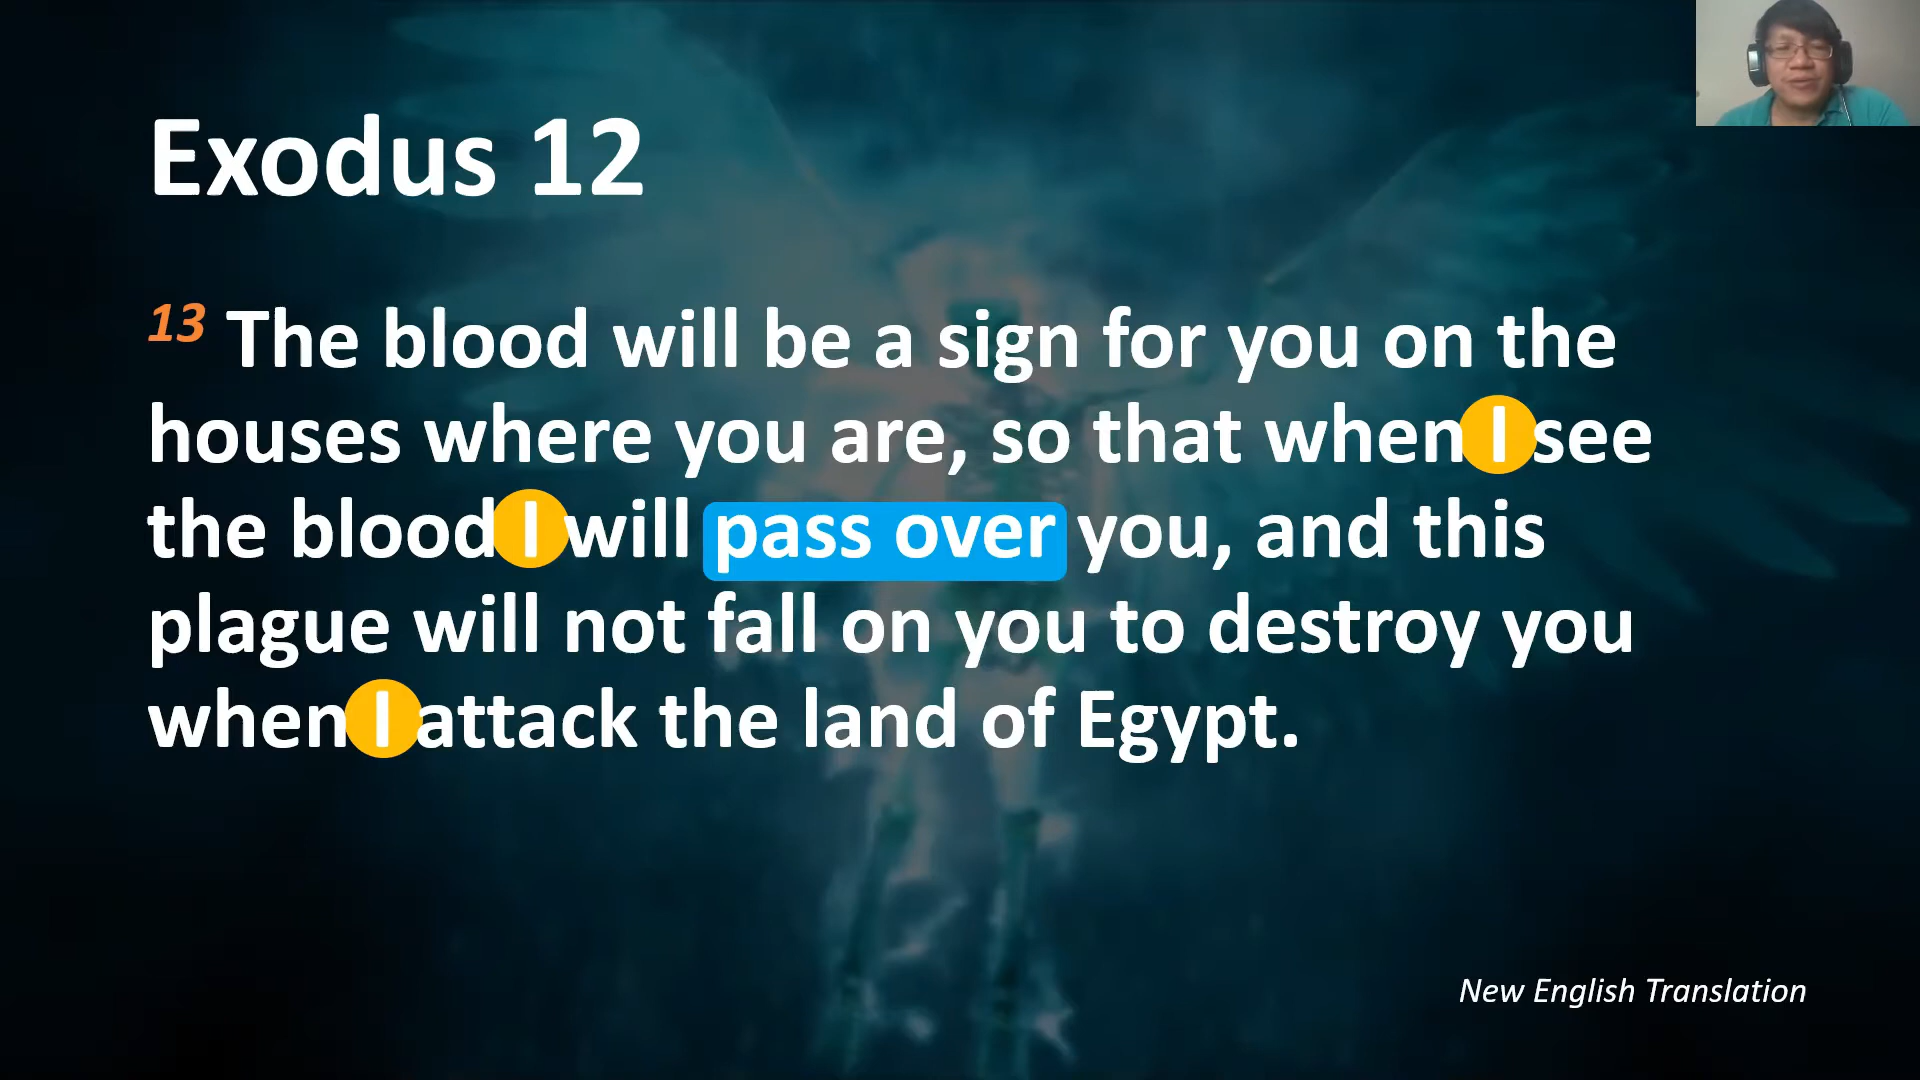 Exodus 12
13 The blood will be a sign for you on the
houses where you are, so that when I see
the blood I will pass over you, and this
plague will not fall on you to destroy you
when I attack the land of Egypt.
New English Translation